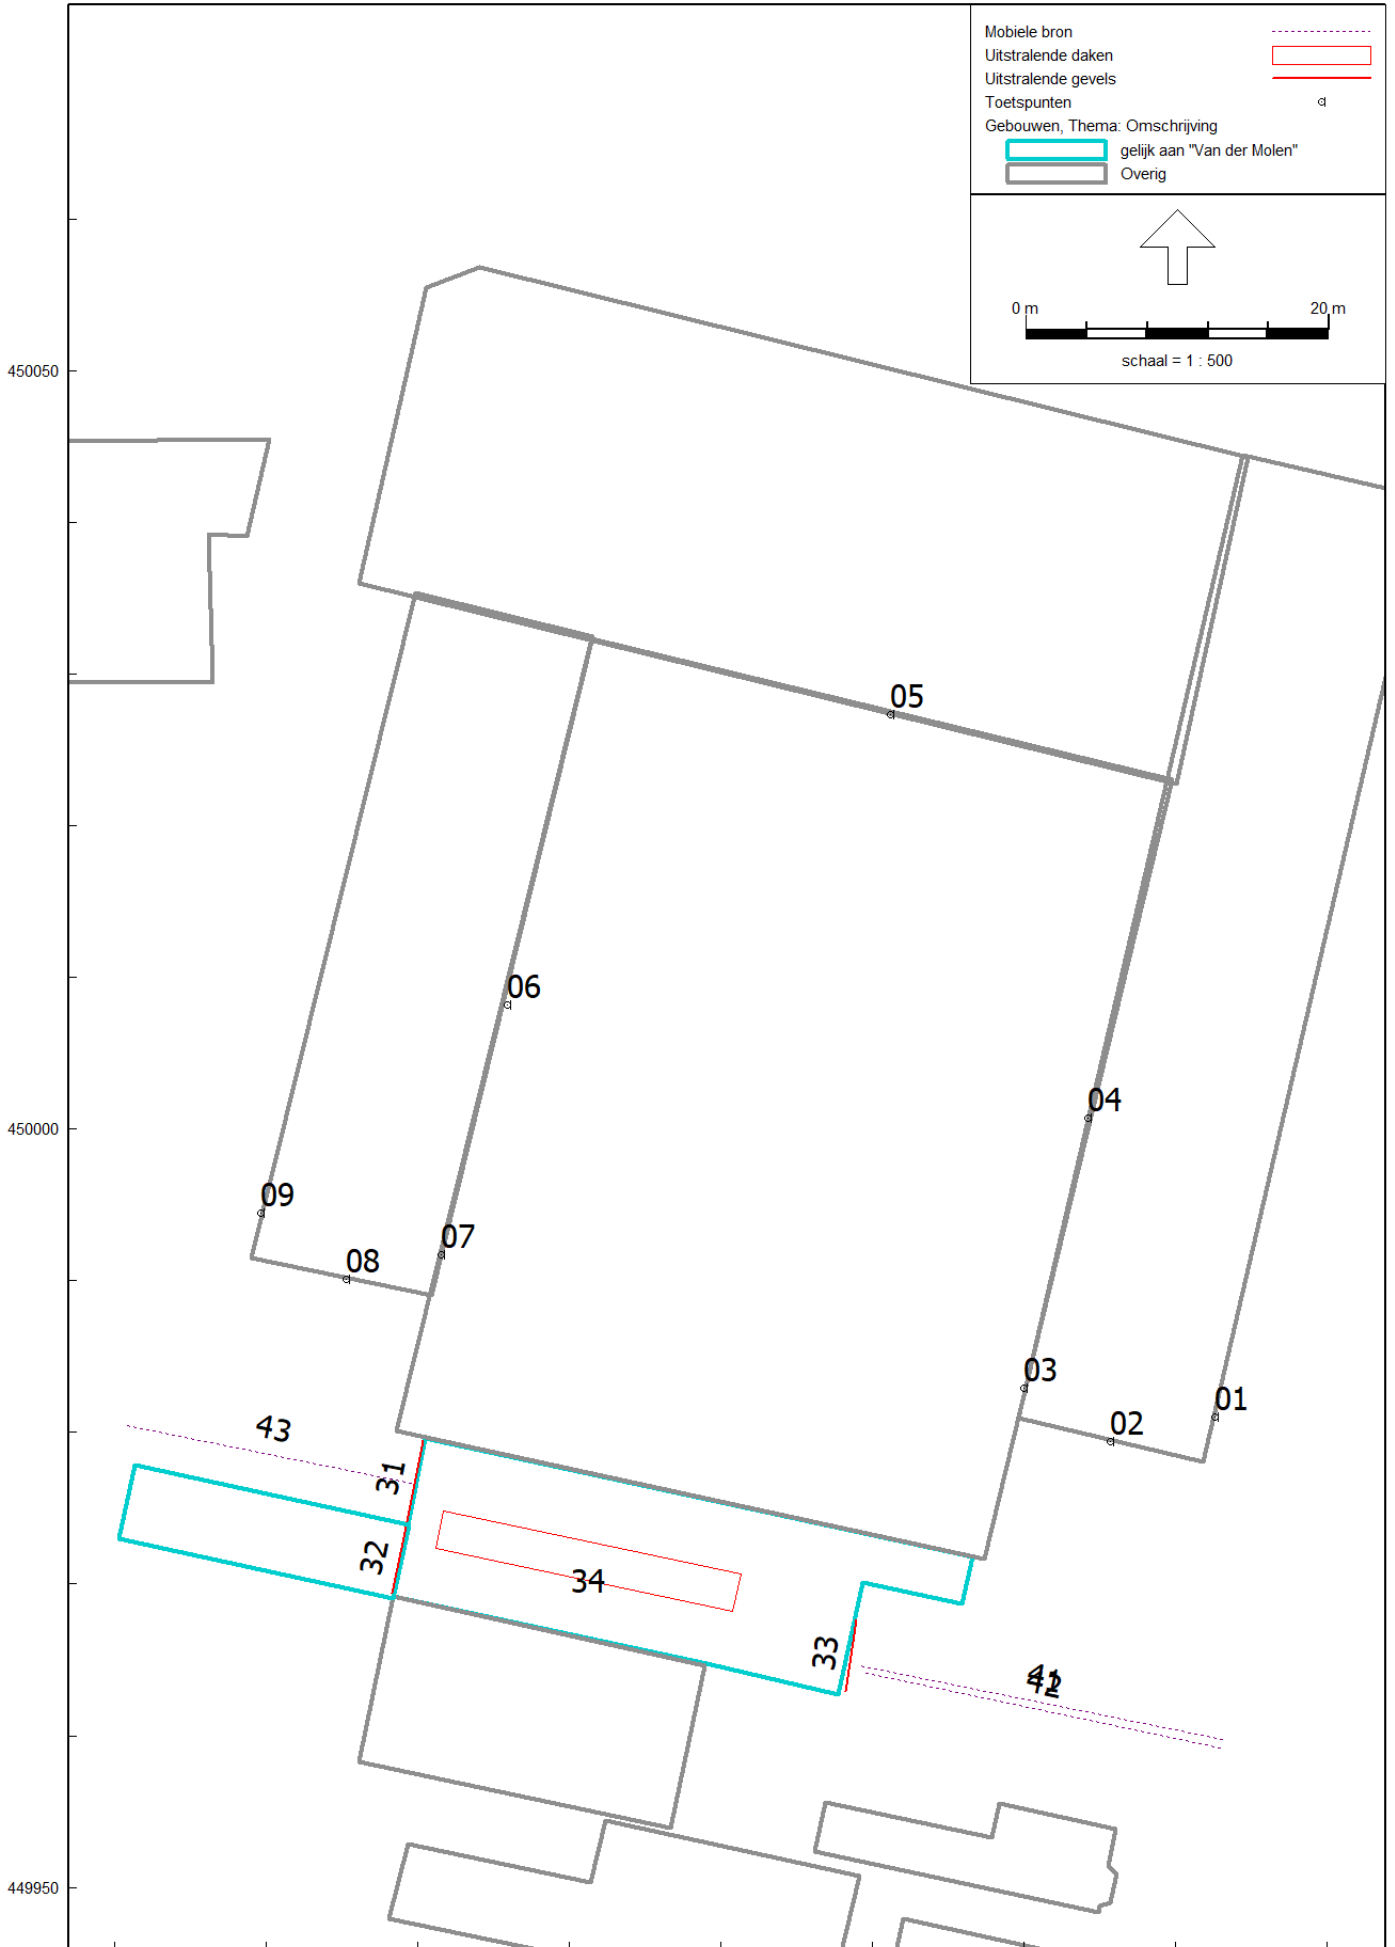 Mobiele bron
Uitstralende daken
Uitstralende gevels
Toetspunten
Gebouwen, Thema: Omschrijving
gelijk aan "Van der Molen"
Overig
0 m 20 m
schaal = 1 : 500
450050
05
06
04
450000
09
07
08
03
01
02
43
31
32
34
33
41
42
449950